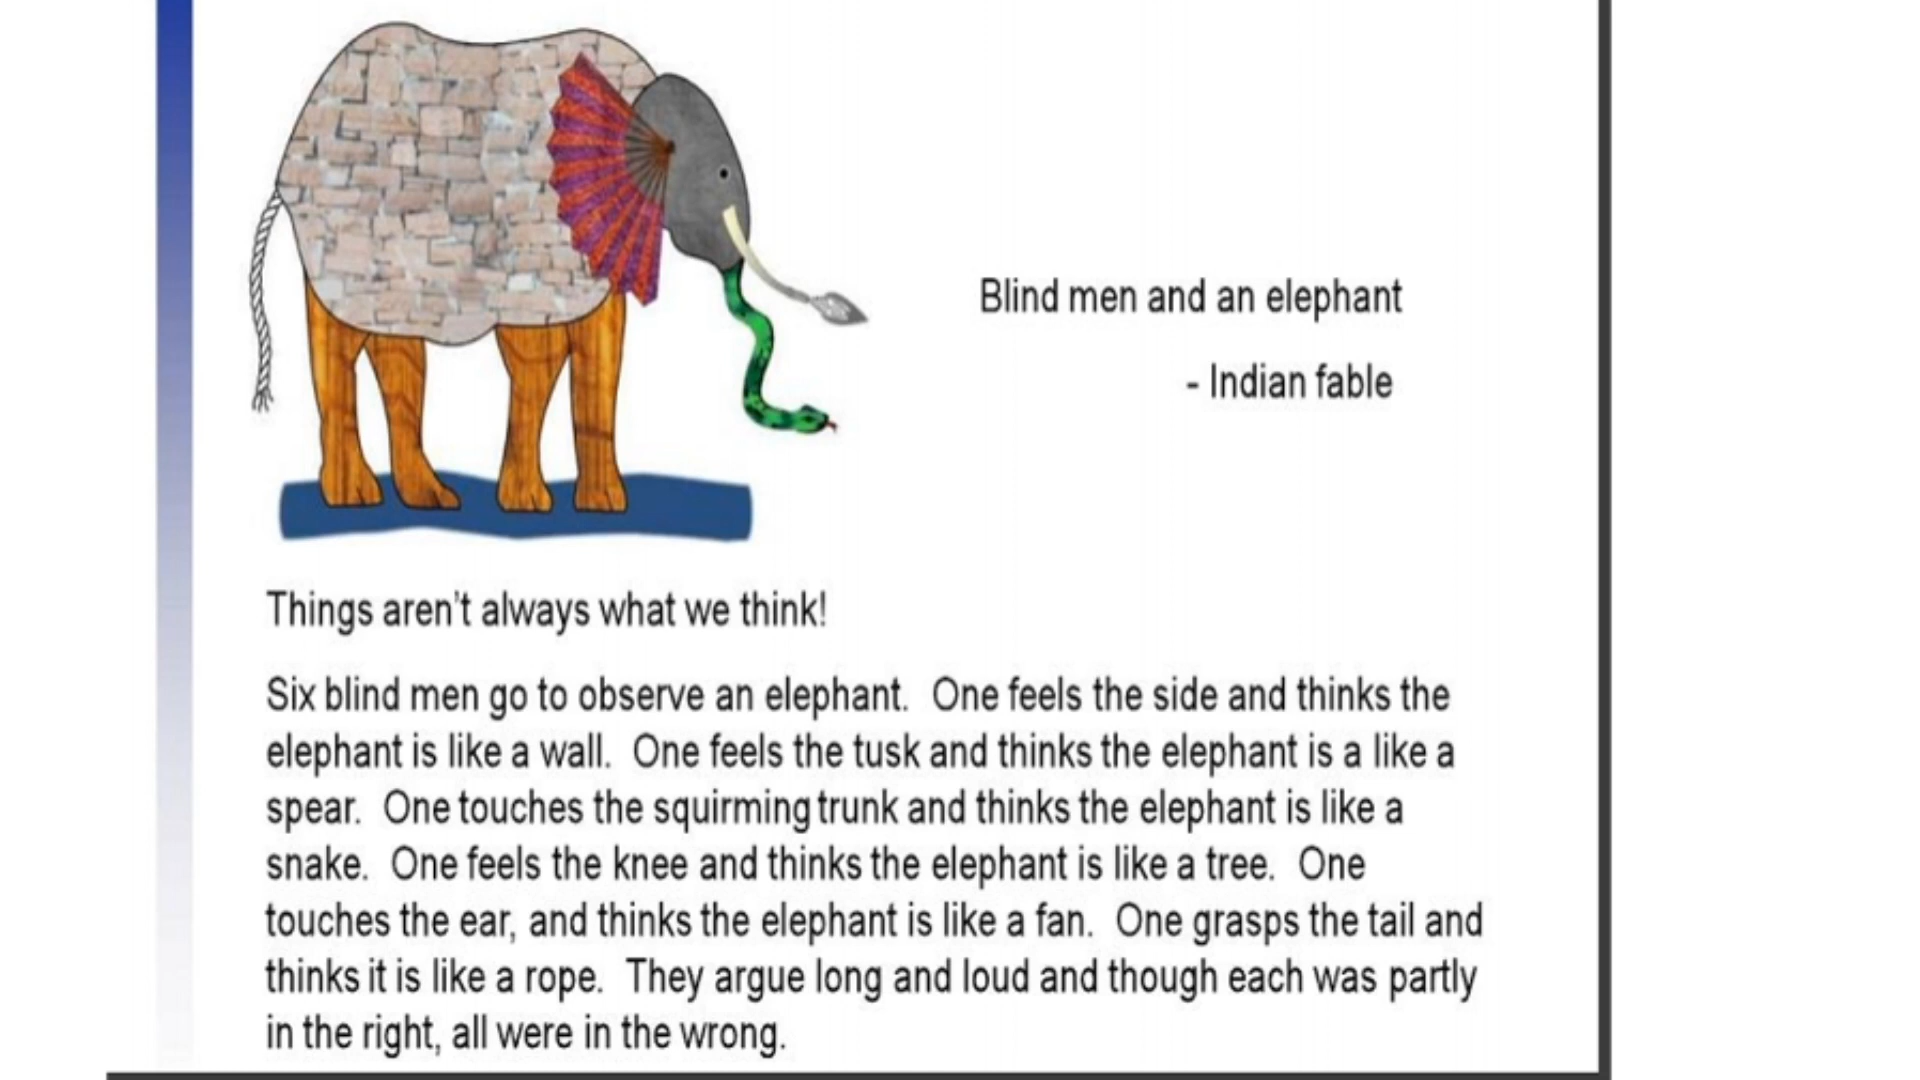 Blind men and an elephant
- Indian fable
Things aren't always what we think!
Six blind men go to observe an elephant.  One feels the side and thinks the
elephant is like a wall.  One feels the tusk and thinks the elephant is a like a
spear.  One touches the squirming trunk and thinks the elephant is like a
snake.  One feels the knee and thinks the elephant is like a tree.  One
touches the ear, and thinks the elephant is like a fan.  One grasps the tail and
thinks it is like a rope.  They argue long and loud and though each was partly
in the right, all were in the wrong.